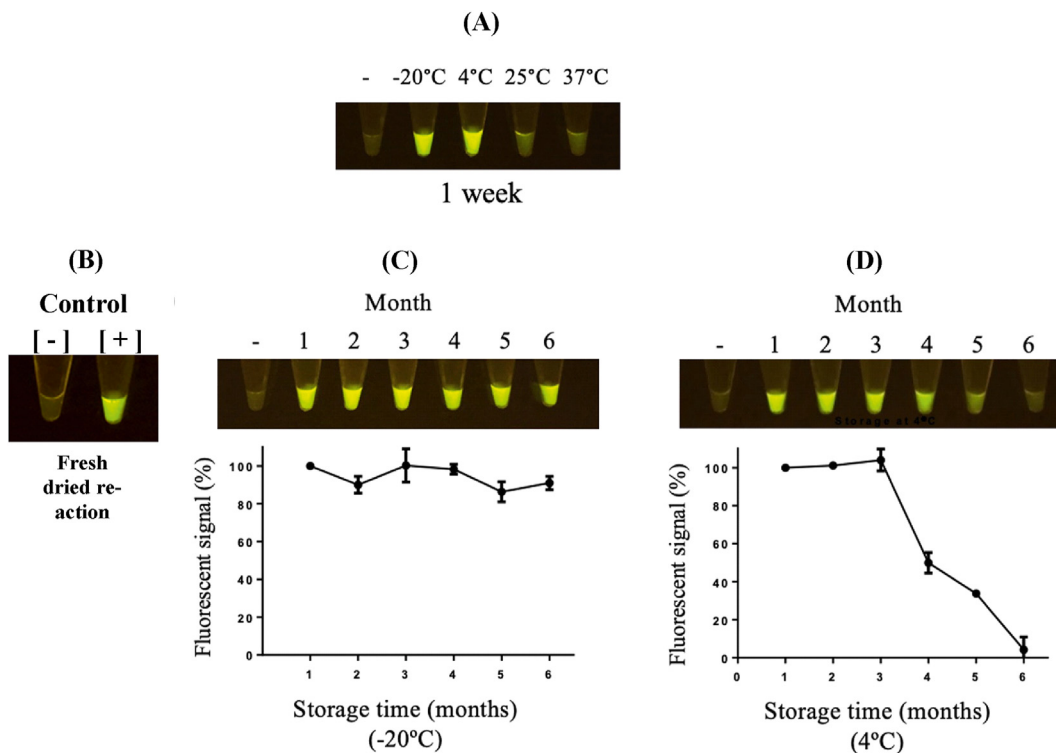 (A)
- -20°C 4°C 25°C 37°C
1 week
(B)
Control
[ - ] [ + ]
Fresh
dried re-
action
(C)
Month
- 1 2 3 4 5 6
Fluorescent signal (%)
100
80
60
40
20
0
1 2 3 4 5 6
Storage time (months)
(-20ºC)
(D)
Month
- 1 2 3 4 5 6
Storage at 4ºC
Fluorescent signal (%)
100
80
60
40
20
0
0 1 2 3 4 5 6
Storage time (months)
(4ºC)